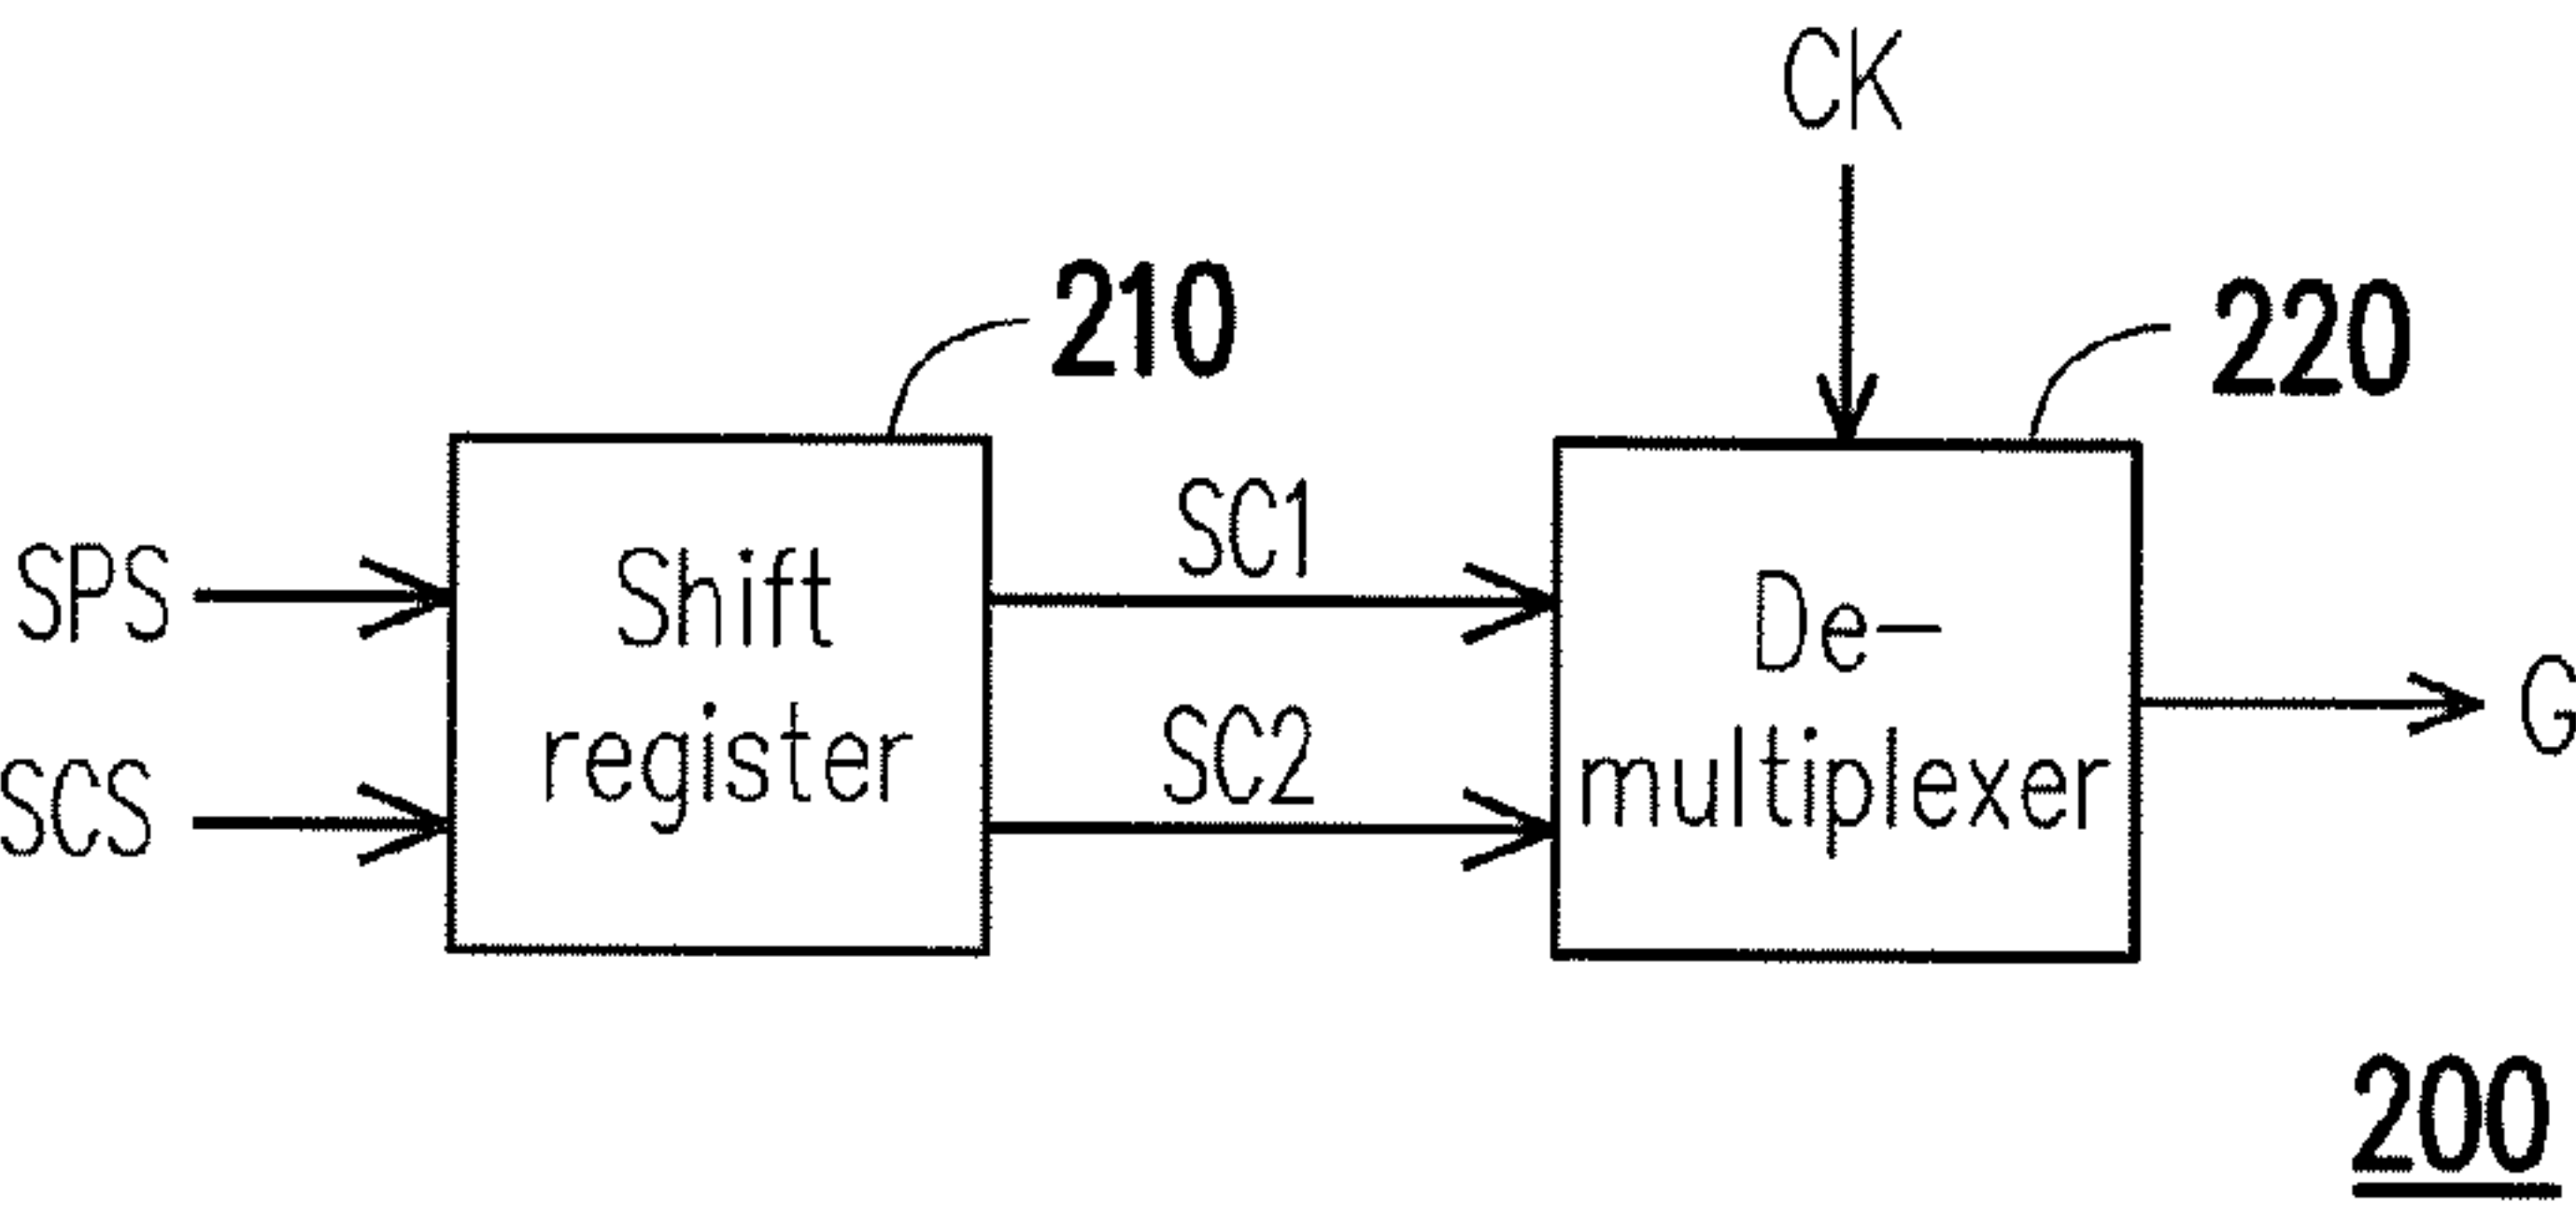 CK
210
220
SPS
Shift
register
SC1
De-
multiplexer
G
SCS
SC2
200